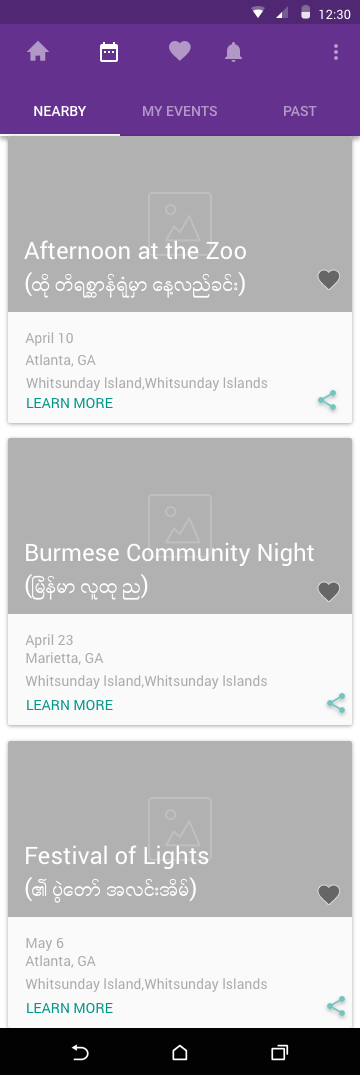 12:30
NEARBY
MY EVENTS
PAST
Afternoon at the Zoo
(ထို တိရစ္ဆာန်ရုံမှာ နေ့လည်ခင်း)
April 10
Atlanta, GA
Whitsunday Island,Whitsunday Islands
LEARN MORE
Burmese Community Night
(မြန်မာ လူထု ည)
April 23
Marietta, GA
Whitsunday Island,Whitsunday Islands
LEARN MORE
Festival of Lights
(၏ ပွဲတော် အလင်းအိမ်)
May 6
Atlanta, GA
Whitsunday Island,Whitsunday Islands
LEARN MORE